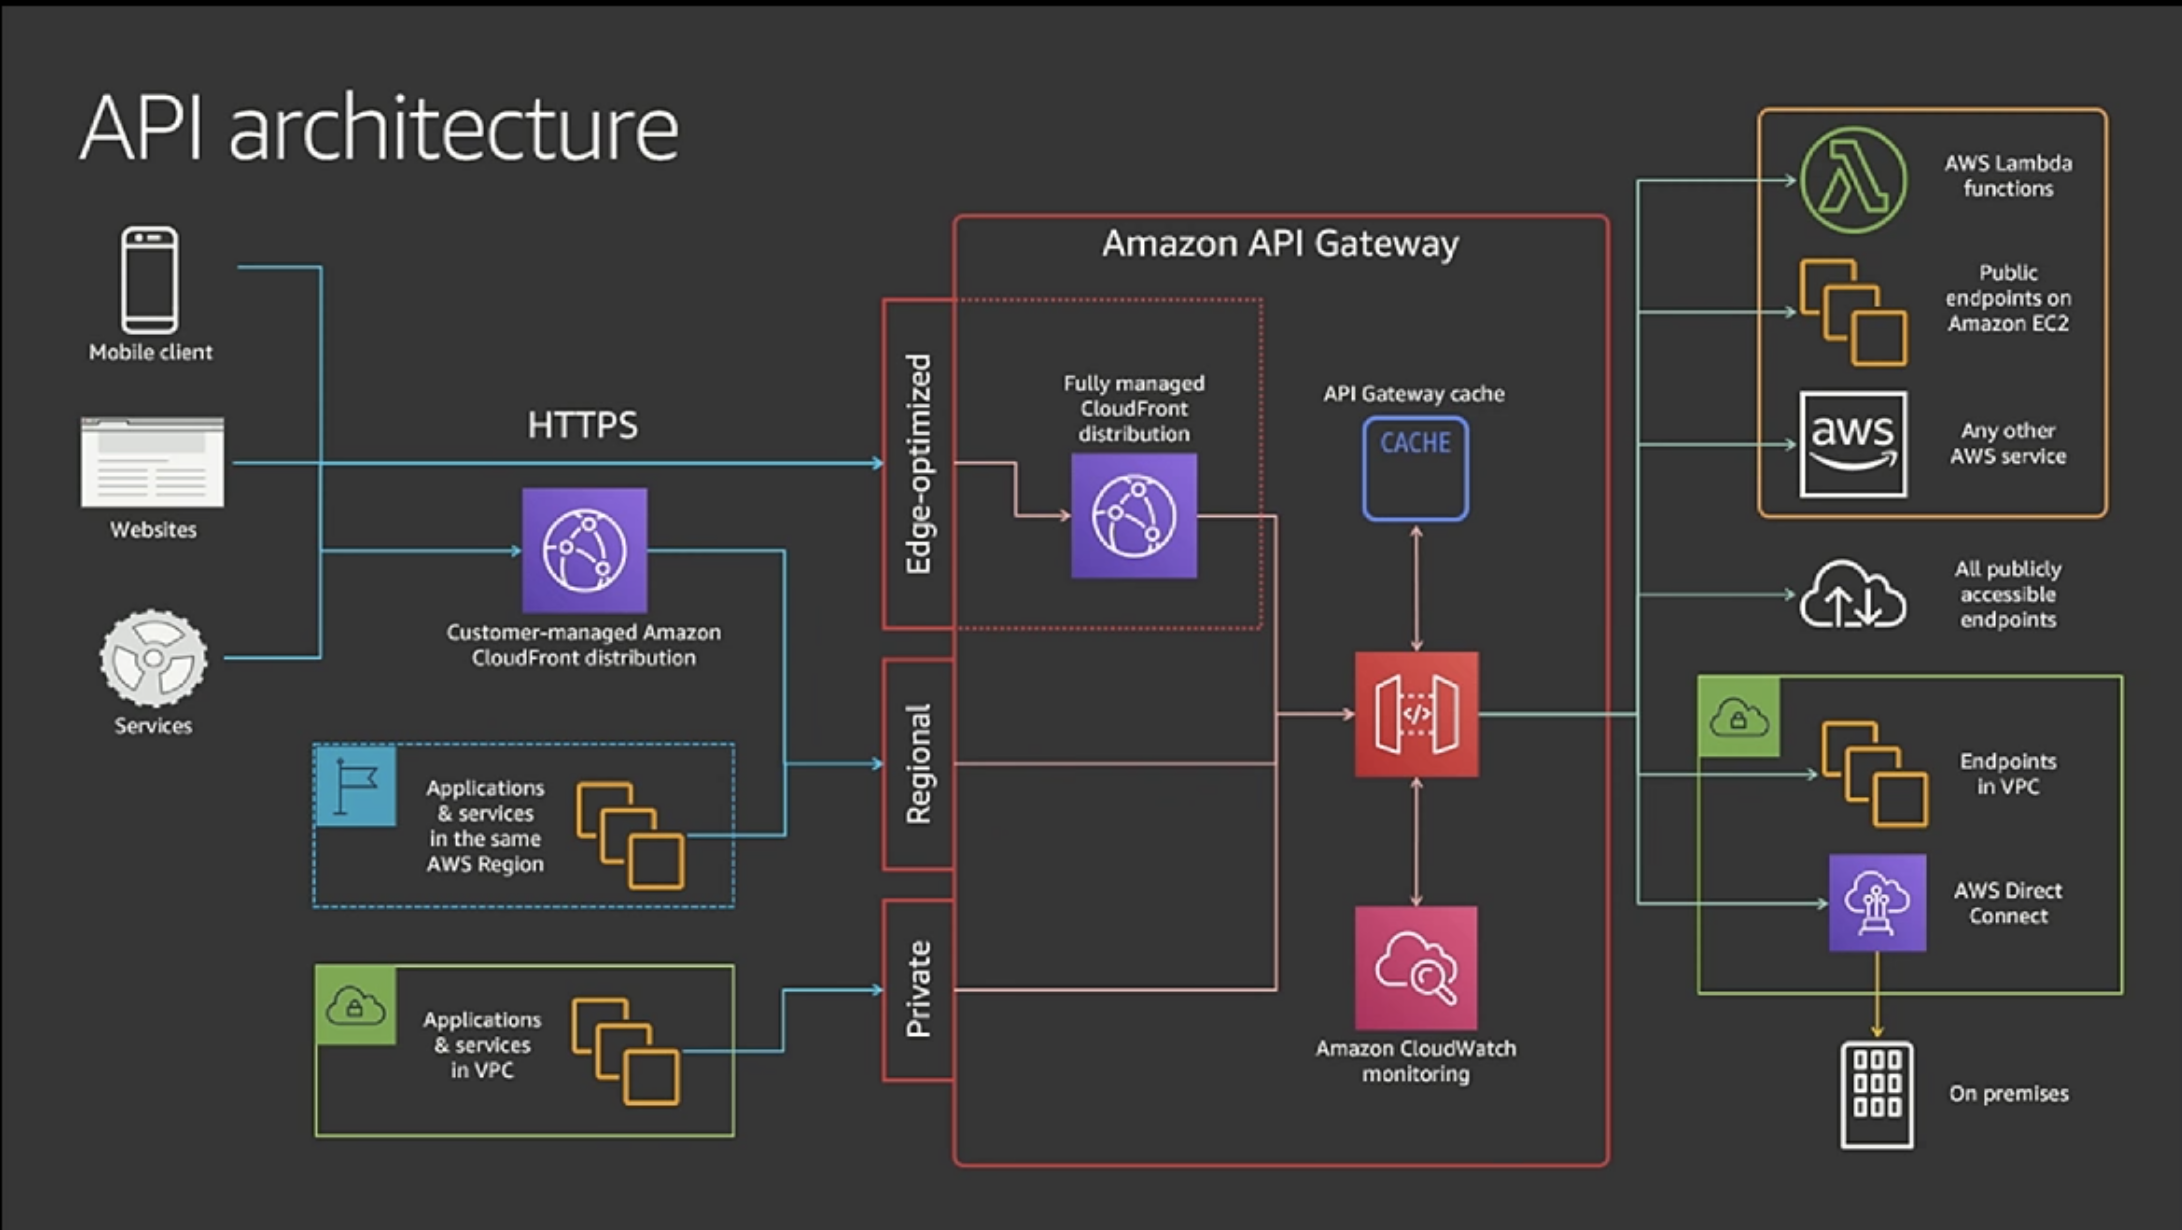 API architecture
Mobile client
Websites
Services
HTTPS
Customer-managed Amazon
CloudFront distribution
Applications
& services
in the same
AWS Region
Applications
& services
in VPC
Amazon API Gateway
Edge-optimized
Regional
Private
Fully managed
CloudFront
distribution
API Gateway cache
CACHE
</>
Amazon CloudWatch
monitoring
AWS Lambda
functions
Public
endpoints on
Amazon EC2
aws
Any other
AWS service
All publicly
accessible
endpoints
Endpoints
in VPC
AWS Direct
Connect
On premises